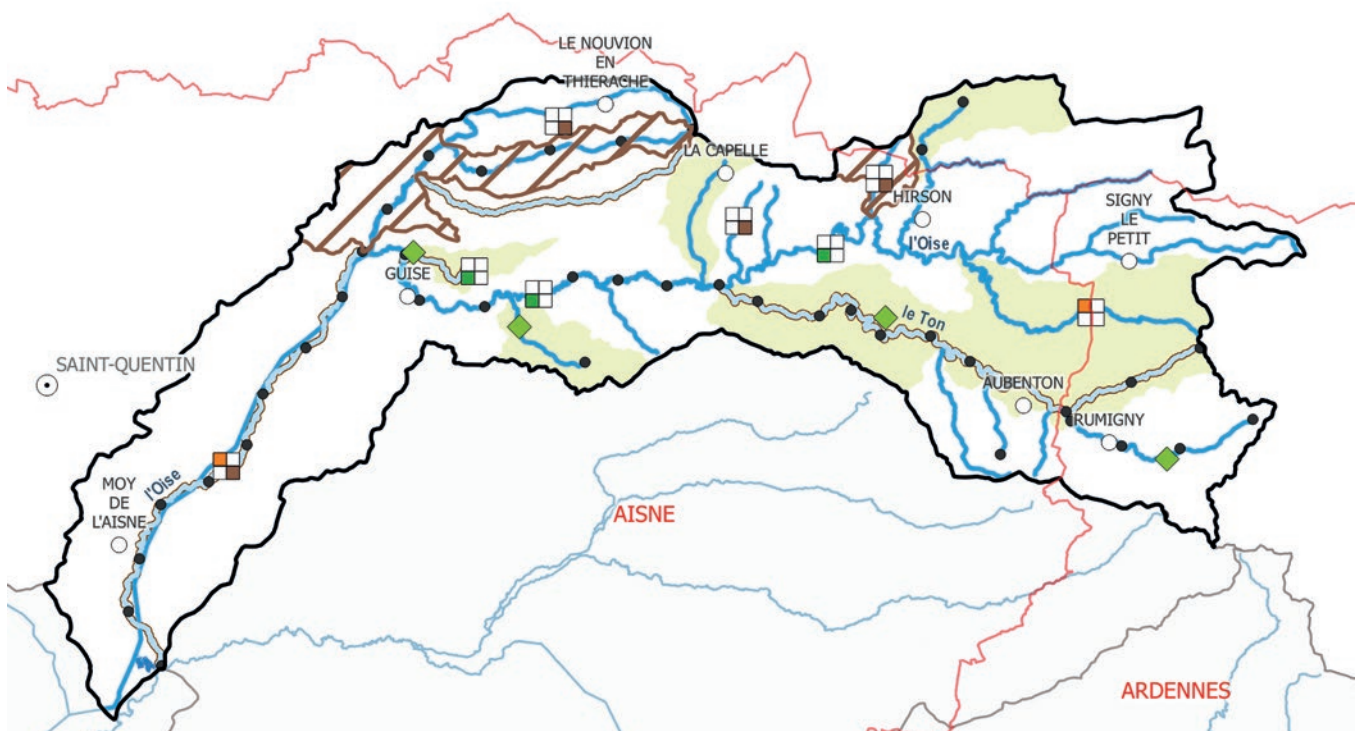 LE NOUVION
EN
THIERACHE
LA CAPELLE
HIRSON
SIGNY
LE
PETIT
l'Oise
GUISE
le Ton
SAINT-QUENTIN
AUBENTON
RUMIGNY
l'Oise
MOY
DE
L'AISNE
AISNE
ARDENNES